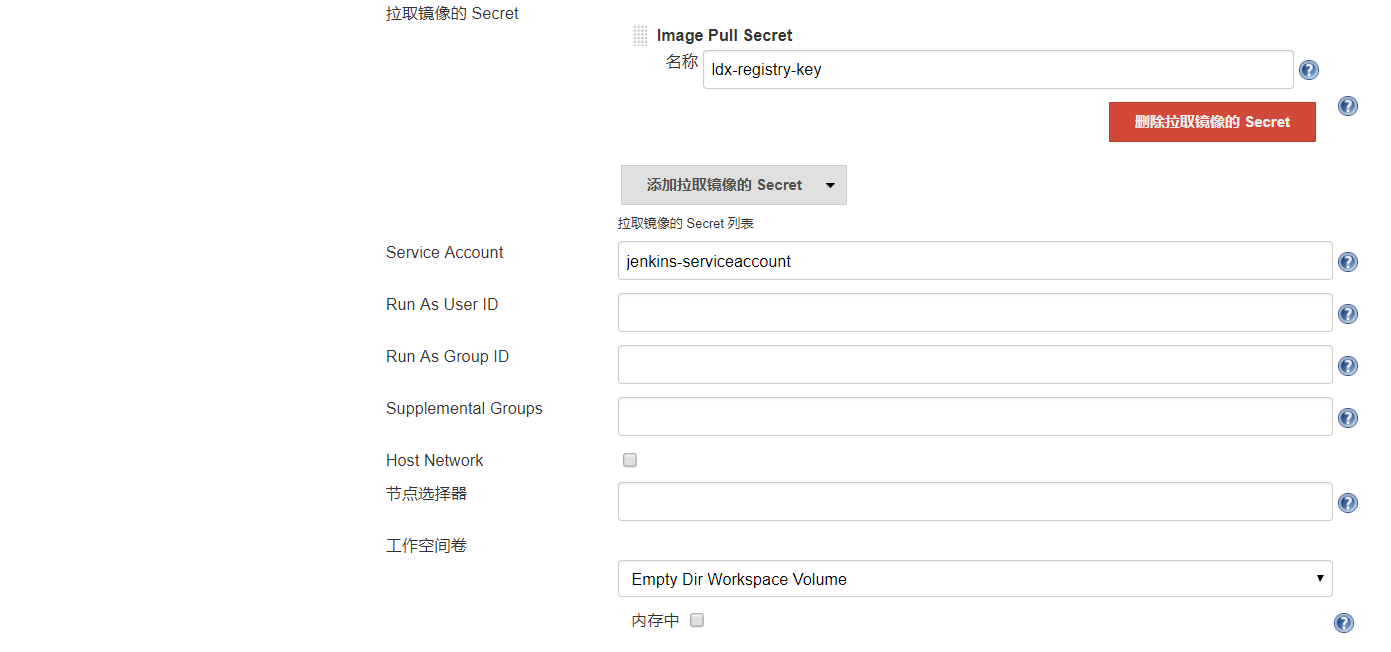 拉取镜像的 Secret
Image Pull Secret
名称
ldx-registry-key
删除拉取镜像的 Secret
添加拉取镜像的 Secret
拉取镜像的 Secret 列表
Service Account
jenkins-serviceaccount
Run As User ID
Run As Group ID
Supplemental Groups
Host Network
节点选择器
工作空间卷
Empty Dir Workspace Volume
内存中